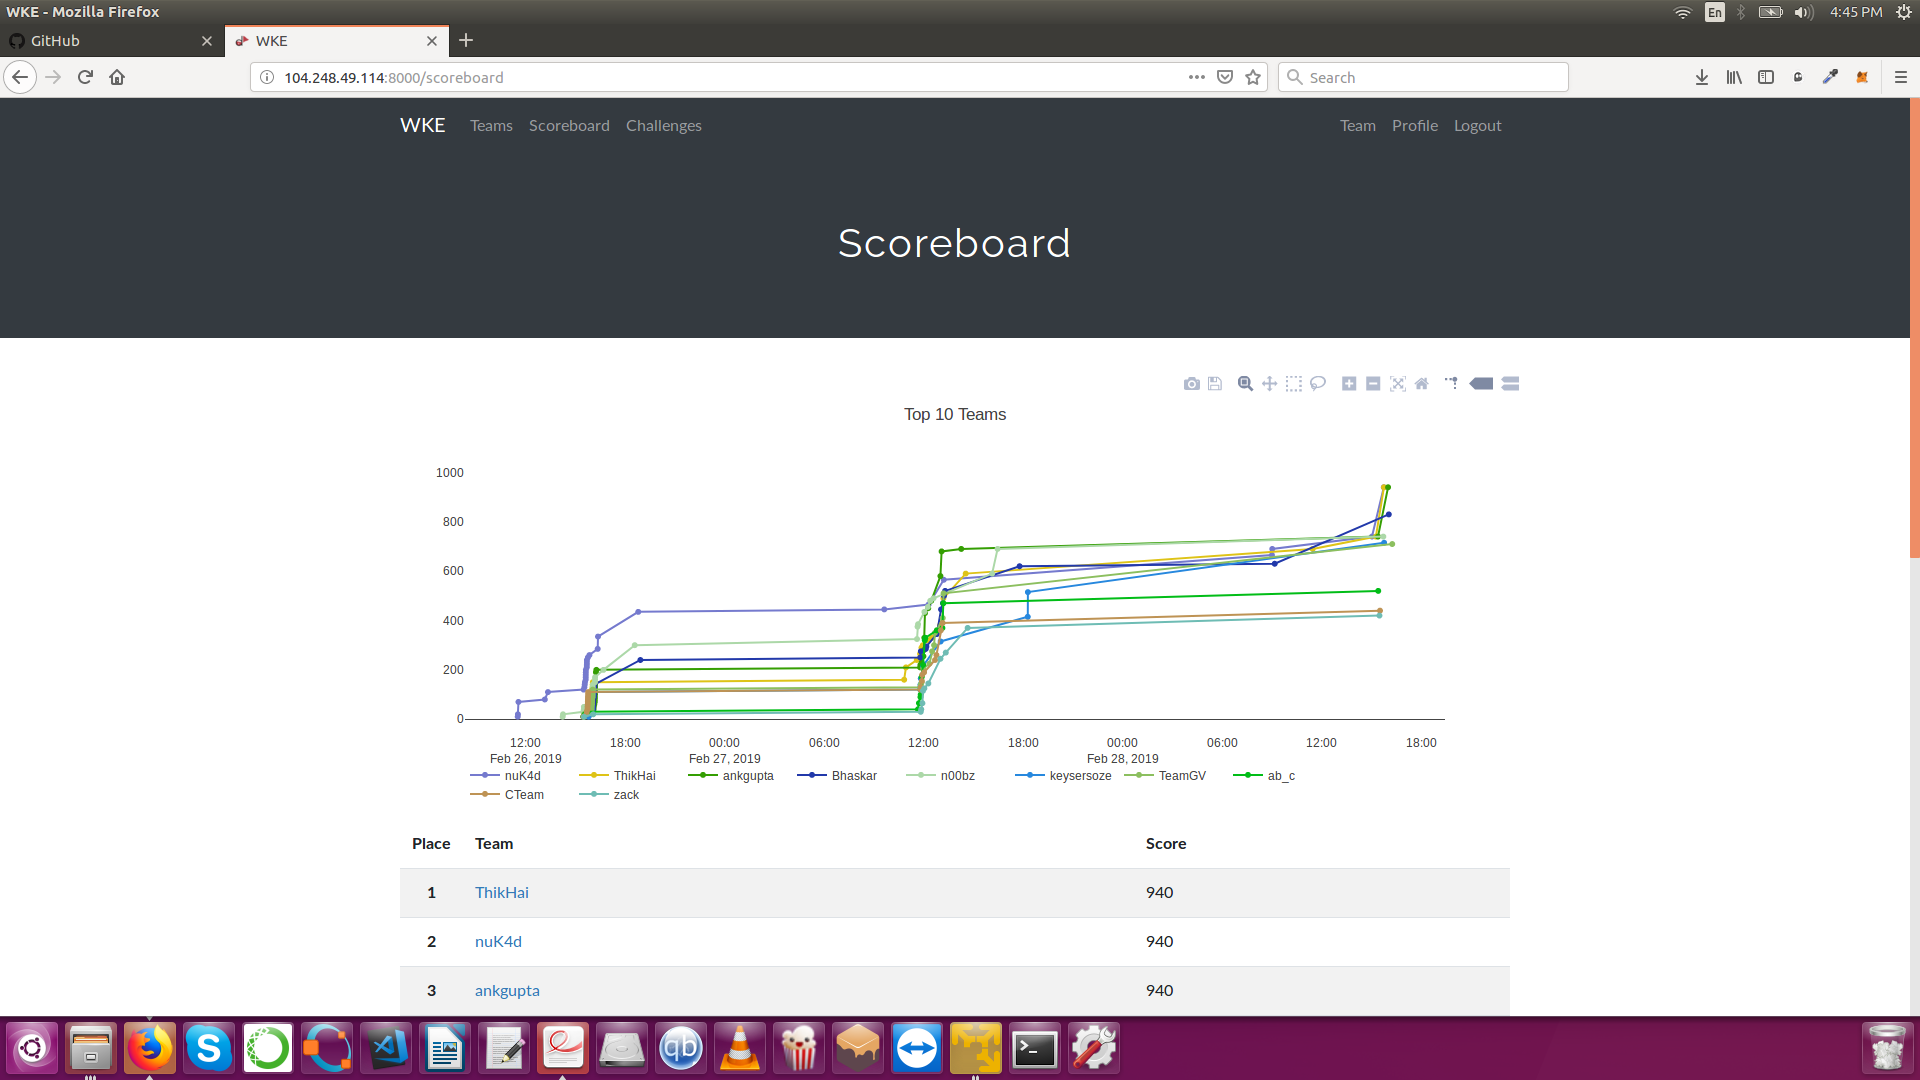 WKE - Mozilla Firefox
En
4:45 PM
GitHub
WKE
104.248.49.114:8000/scoreboard
Search
WKE
Teams
Scoreboard
Challenges
Team
Profile
Logout
Scoreboard
Top 10 Teams
1000
800
600
400
200
0
12:00 18:00 00:00 06:00 12:00 18:00 00:00 06:00 12:00 18:00
Feb 26, 2019 Feb 27, 2019 Feb 28, 2019
nuK4d ThikHai ankgupta Bhaskar n00bz keysersoze TeamGV ab_c
CTeam zack
Place Team Score
1 ThikHai 940
2 nuK4d 940
3 ankgupta 940
S
qb
>_